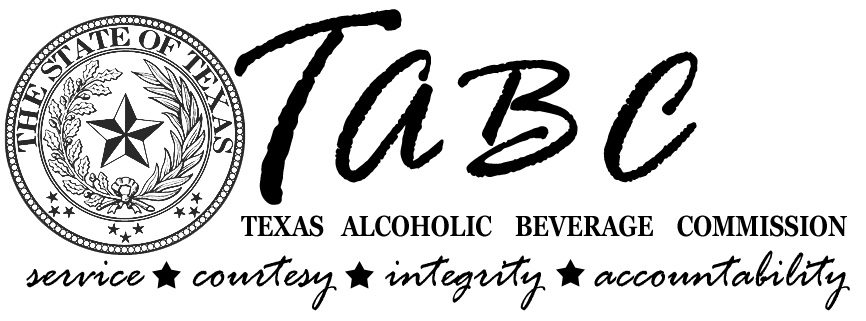 THE STATE OF TEXAS
TABC
TEXAS ALCOHOLIC BEVERAGE COMMISSION
service ★ courtesy ★ integrity ★ accountability